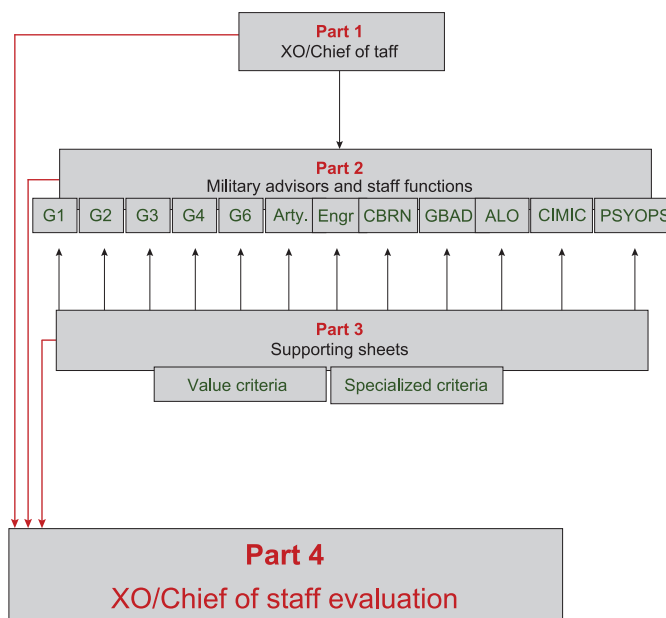 Part 1
XO/Chief of taff
Part 2
Military advisors and staff functions
G1 G2 G3 G4 G6 Arty. Engr CBRN GBAD ALO CIMIC PSYOPS
Part 3
Supporting sheets
Value criteria Specialized criteria
Part 4
XO/Chief of staff evaluation